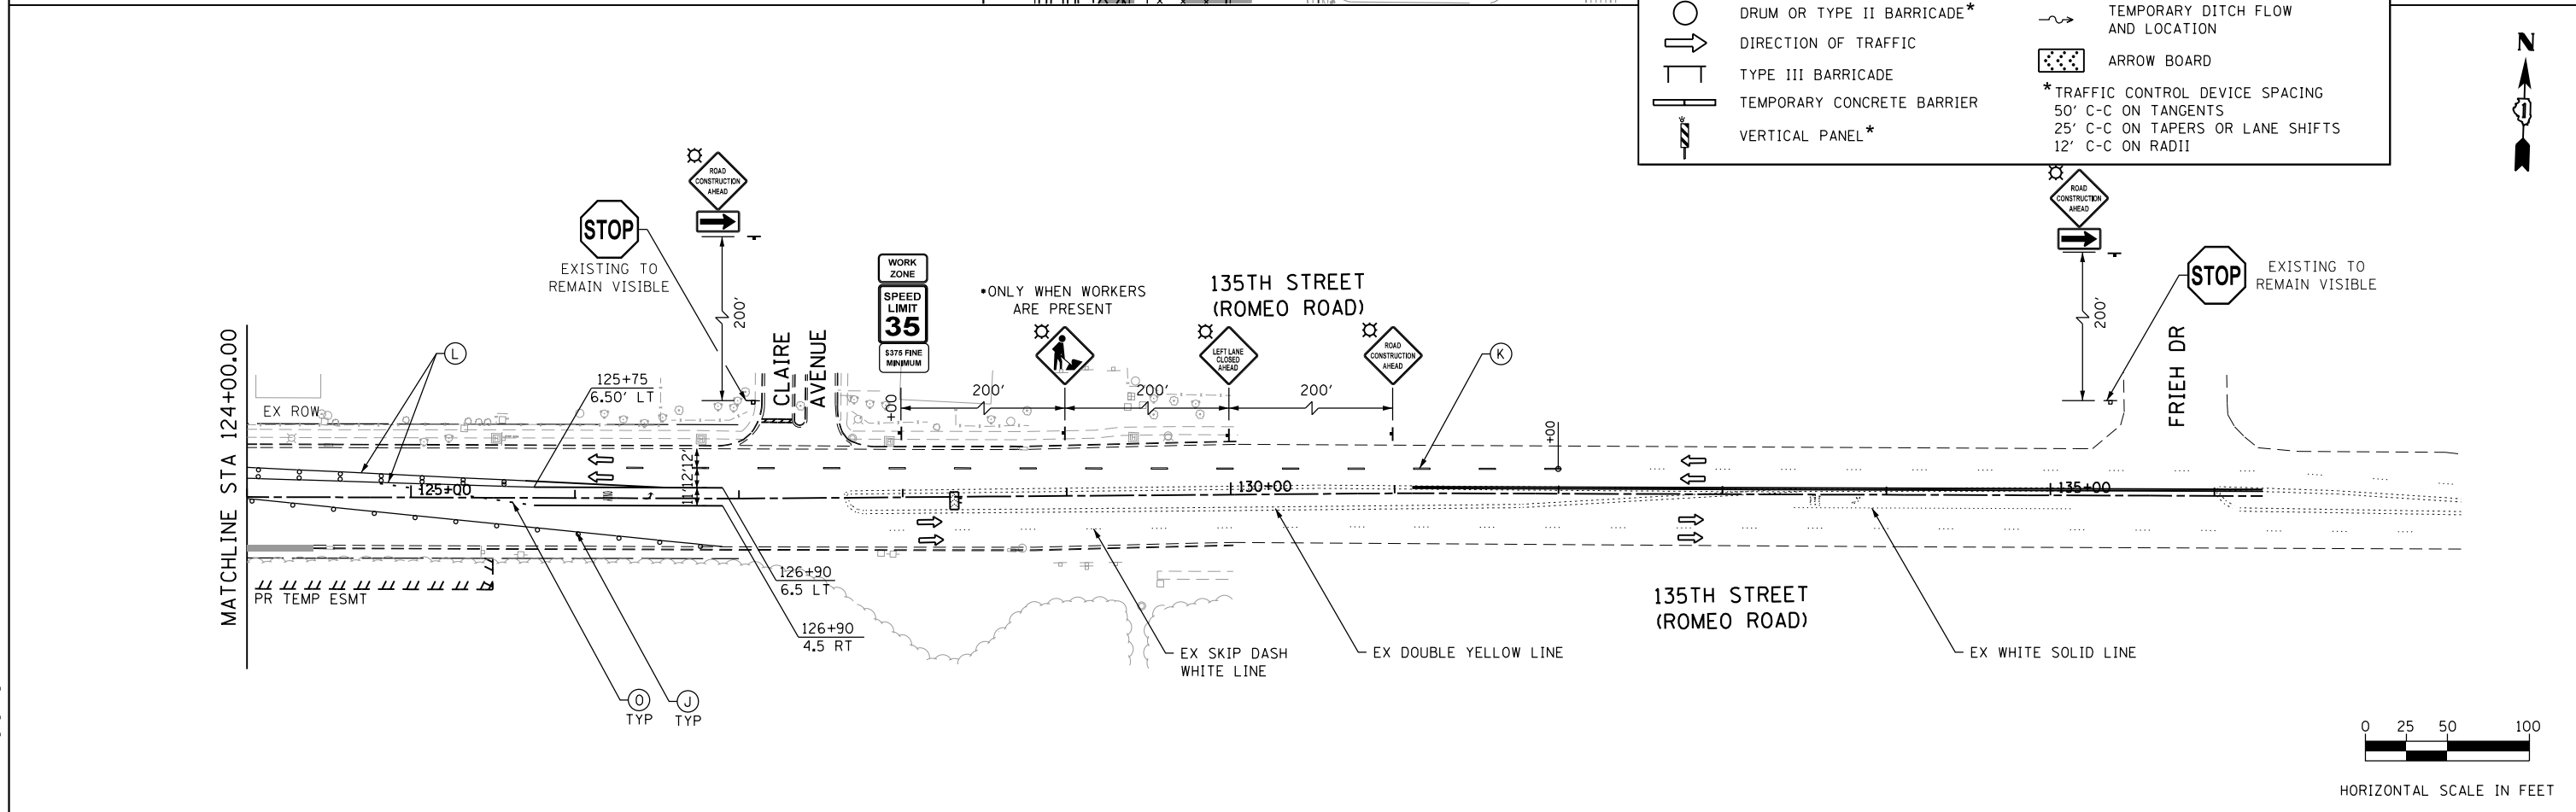 DRUM OR TYPE II BARRICADE*
DIRECTION OF TRAFFIC
TYPE III BARRICADE
TEMPORARY CONCRETE BARRIER
VERTICAL PANEL*
TEMPORARY DITCH FLOW
AND LOCATION
ARROW BOARD
*TRAFFIC CONTROL DEVICE SPACING
50' C-C ON TANGENTS
25' C-C ON TAPERS OR LANE SHIFTS
12' C-C ON RADII
N
ROAD
CONSTRUCTION
AHEAD
STOP
EXISTING TO
REMAIN VISIBLE
200'
CLAIRE
AVENUE
WORK
ZONE
SPEED
LIMIT
35
$375 FINE
MINIMUM
*ONLY WHEN WORKERS
ARE PRESENT
135TH STREET
(ROMEO ROAD)
LEFT LANE
CLOSED
AHEAD
ROAD
CONSTRUCTION
AHEAD
200'
200'
200'
+00
K
+00
ROAD
CONSTRUCTION
AHEAD
200'
STOP
EXISTING TO
REMAIN VISIBLE
FRIEH DR
MATCHLINE STA 124+00.00
L
125+75
6.50' LT
EX ROW
12'
12'
11'
125+00
130+00
135+00
PR TEMP ESMT
126+90
6.5 LT
126+90
4.5 RT
O
TYP
J
TYP
EX SKIP DASH
WHITE LINE
EX DOUBLE YELLOW LINE
135TH STREET
(ROMEO ROAD)
EX WHITE SOLID LINE
0 25 50 100
HORIZONTAL SCALE IN FEET